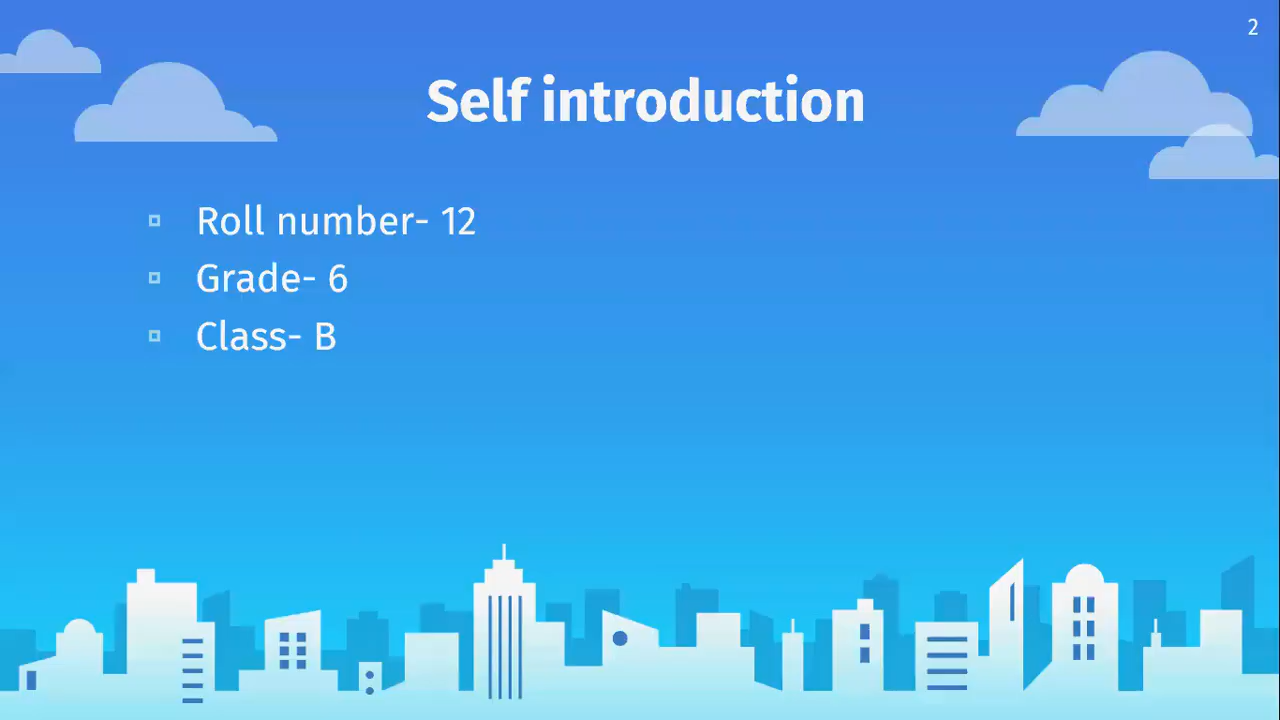 2
Self introduction
Roll number- 12
Grade- 6
Class- B